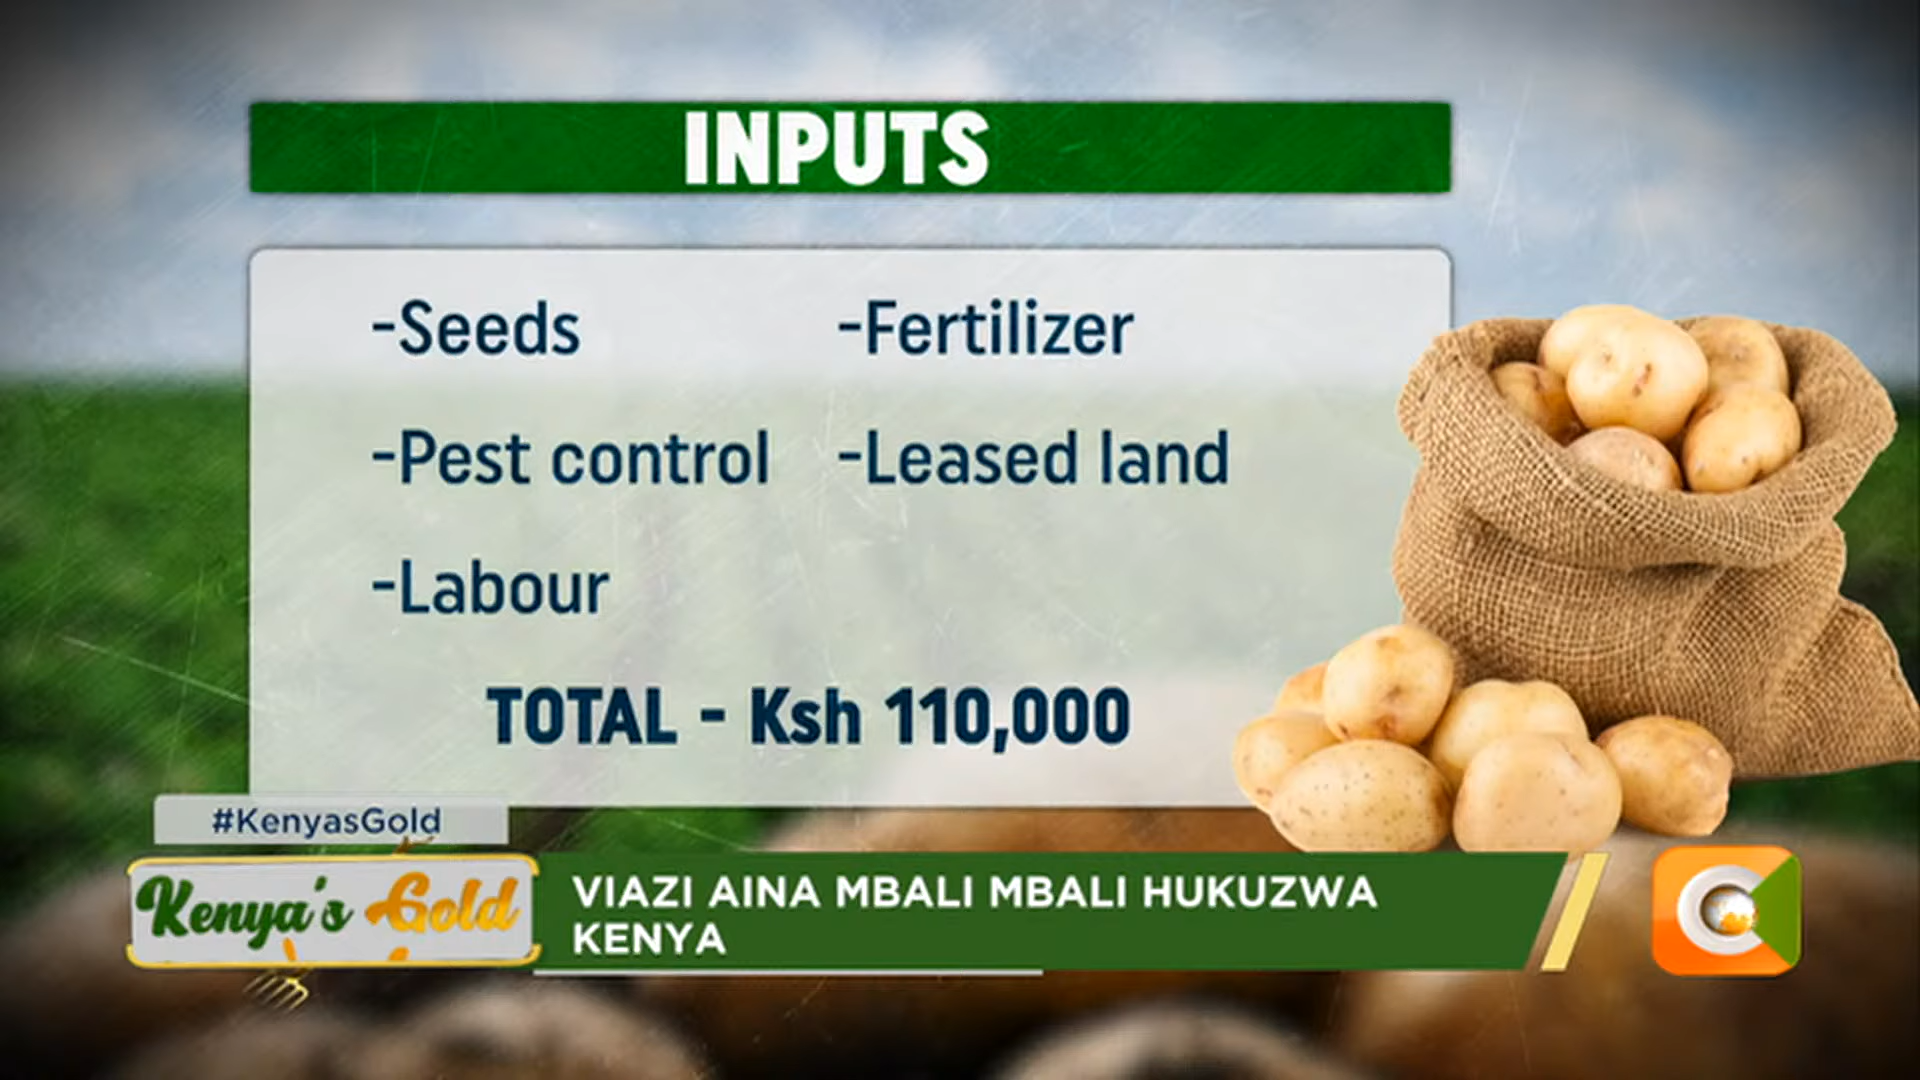 INPUTS
-Seeds -Fertilizer
-Pest control -Leased land
-Labour
TOTAL - Ksh 110,000
#KenyasGold
Kenya's Gold
VIAZI AINA MBALI MBALI HUKUZWA
KENYA